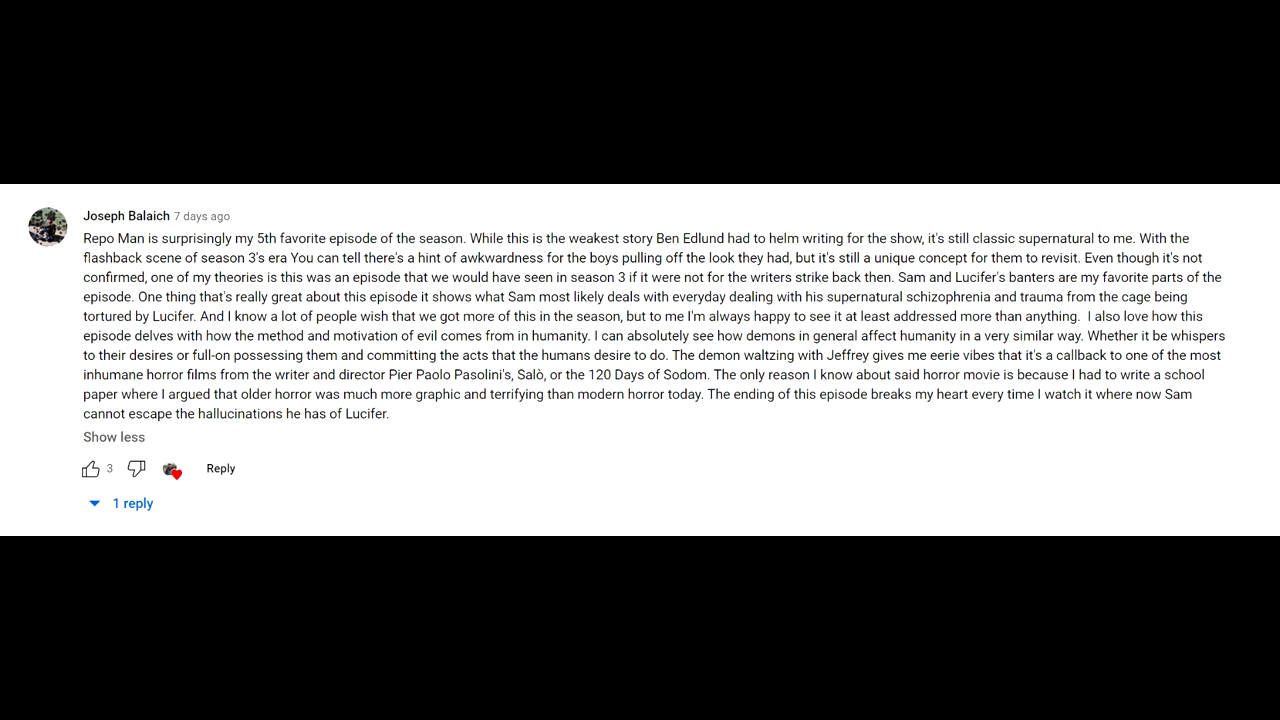 Joseph Balaich 7 days ago
Repo Man is surprisingly my 5th favorite episode of the season. While this is the weakest story Ben Edlund had to helm writing for the show, it's still classic supernatural to me. With the
flashback scene of season 3's era You can tell there's a hint of awkwardness for the boys pulling off the look they had, but it's still a unique concept for them to revisit. Even though it's not
confirmed, one of my theories is this was an episode that we would have seen in season 3 if it were not for the writers strike back then. Sam and Lucifer's banters are my favorite parts of the
episode. One thing that's really great about this episode it shows what Sam most likely deals with everyday dealing with his supernatural schizophrenia and trauma from the cage being
tortured by Lucifer. And I know a lot of people wish that we got more of this in the season, but to me I'm always happy to see it at least addressed more than anything.  I also love how this
episode delves with how the method and motivation of evil comes from in humanity. I can absolutely see how demons in general affect humanity in a very similar way. Whether it be whispers
to their desires or full-on possessing them and committing the acts that the humans desire to do. The demon waltzing with Jeffrey gives me eerie vibes that it's a callback to one of the most
inhumane horror films from the writer and director Pier Paolo Pasolini's, Salò, or the 120 Days of Sodom. The only reason I know about said horror movie is because I had to write a school
paper where I argued that older horror was much more graphic and terrifying than modern horror today. The ending of this episode breaks my heart every time I watch it where now Sam
cannot escape the hallucinations he has of Lucifer.
Show less
3 Reply
1 reply